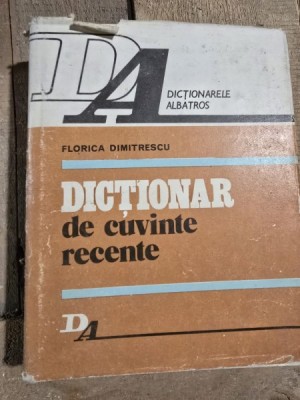 DA
DICȚIONARELE
ALBATROS
FLORICA DIMITRESCU
DICȚIONAR
de cuvinte
recente
DA